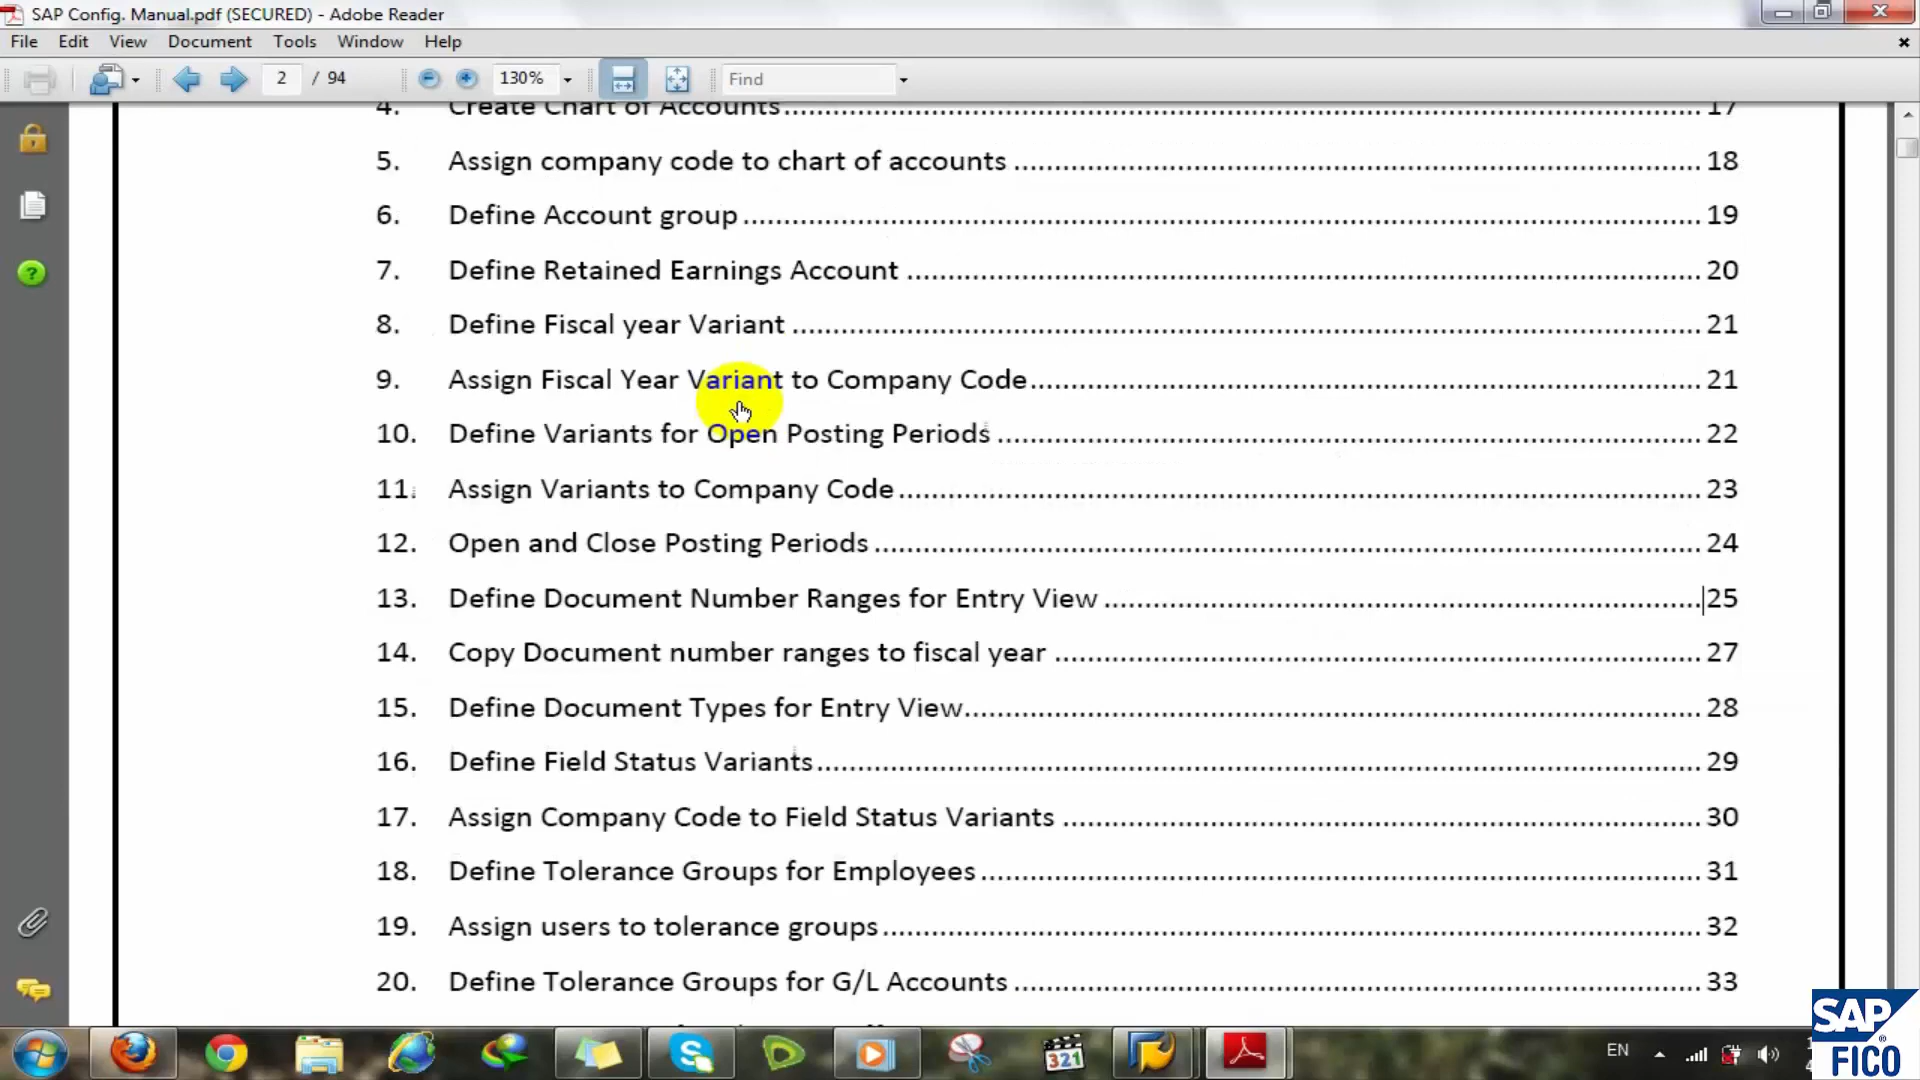 SAP Config. Manual.pdf (SECURED) - Adobe Reader
File Edit View Document Tools Window Help
2 / 94 130% Find
4. Create Chart of Accounts 17
5. Assign company code to chart of accounts 18
6. Define Account group 19
7. Define Retained Earnings Account 20
8. Define Fiscal year Variant 21
9. Assign Fiscal Year Variant to Company Code 21
10. Define Variants for Open Posting Periods 22
11. Assign Variants to Company Code 23
12. Open and Close Posting Periods 24
13. Define Document Number Ranges for Entry View 25
14. Copy Document number ranges to fiscal year 27
15. Define Document Types for Entry View 28
16. Define Field Status Variants 29
17. Assign Company Code to Field Status Variants 30
18. Define Tolerance Groups for Employees 31
19. Assign users to tolerance groups 32
20. Define Tolerance Groups for G/L Accounts 33
321
EN
SAP
FICO